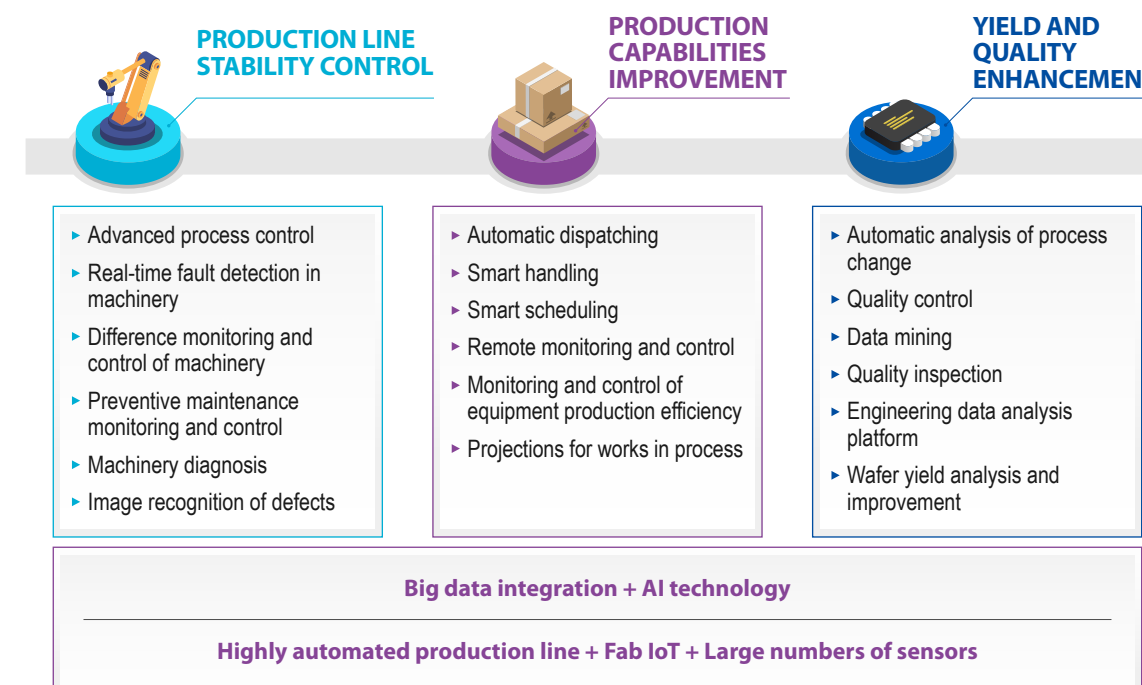 PRODUCTION LINE
STABILITY CONTROL
▸ Advanced process control
▸ Real-time fault detection in
machinery
▸ Difference monitoring and
control of machinery
▸ Preventive maintenance
monitoring and control
▸ Machinery diagnosis
▸ Image recognition of defects
PRODUCTION
CAPABILITIES
IMPROVEMENT
▸ Automatic dispatching
▸ Smart handling
▸ Smart scheduling
▸ Remote monitoring and control
▸ Monitoring and control of
equipment production efficiency
▸ Projections for works in process
YIELD AND
QUALITY
ENHANCEMEN
▸ Automatic analysis of process
change
▸ Quality control
▸ Data mining
▸ Quality inspection
▸ Engineering data analysis
platform
▸ Wafer yield analysis and
improvement
Big data integration + AI technology
Highly automated production line + Fab IoT + Large numbers of sensors